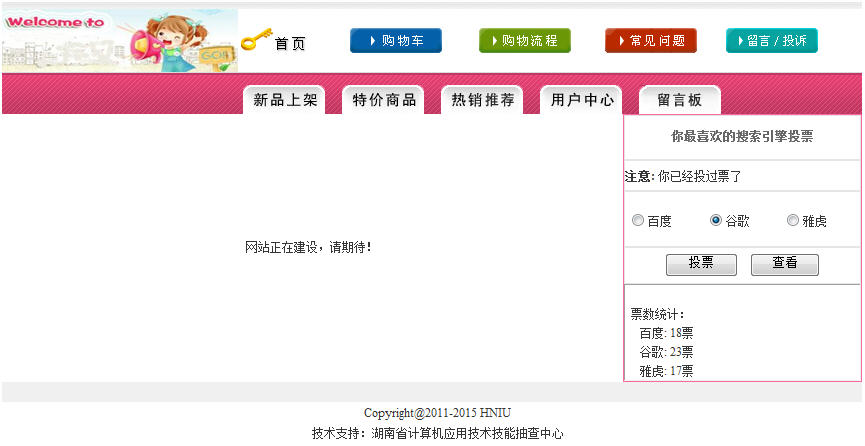 Welcome to
首页
购物车
购物流程
常见问题
留言/投诉
GO!
新品上架
特价商品
热销推荐
用户中心
留言板
你最喜欢的搜索引擎投票
注意: 你已经投过票了
百度 谷歌 雅虎
投票 查看
网站正在建设，请期待！
票数统计：
百度: 18票
谷歌: 23票
雅虎: 17票
Copyright@2011-2015 HNIU
技术支持：湖南省计算机应用技术技能抽查中心